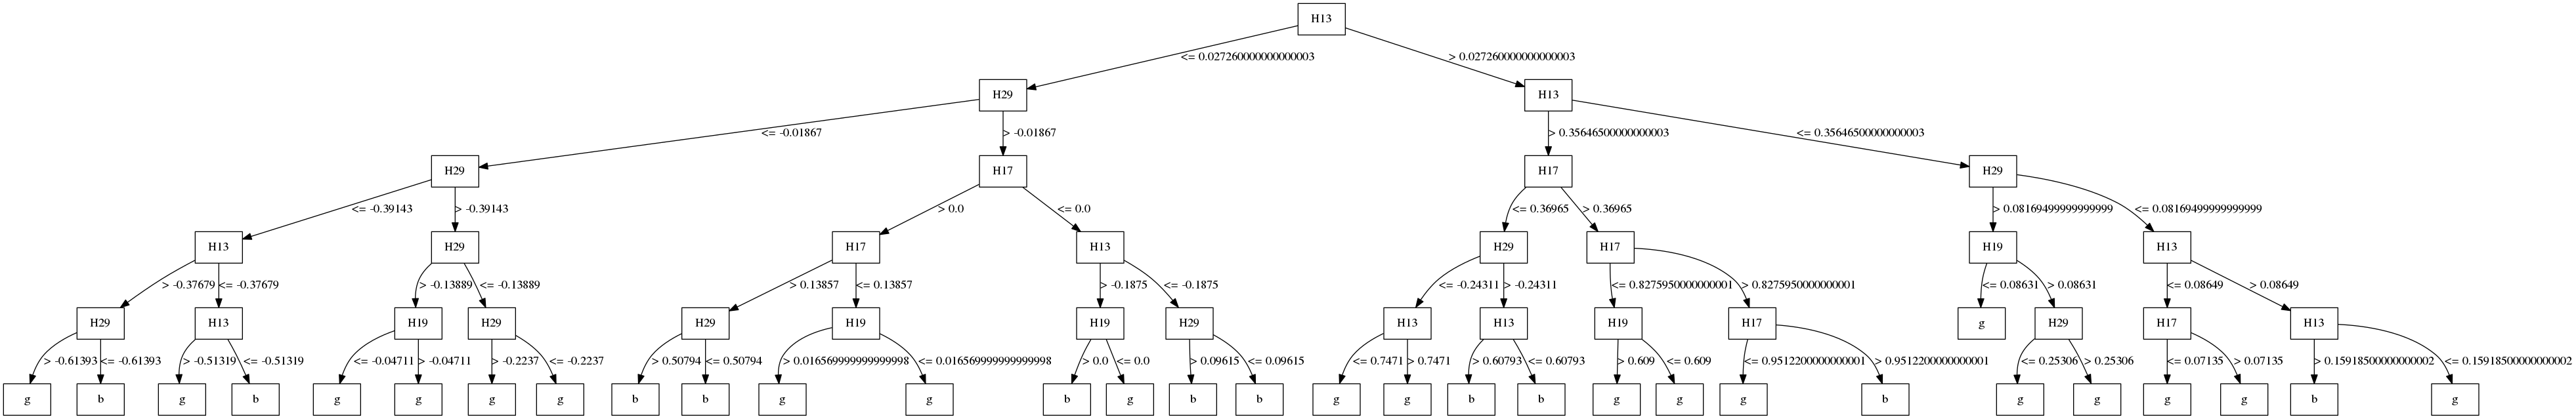 H13
<= 0.027260000000000003
> 0.027260000000000003
H29
H13
<= -0.01867
> -0.01867
> 0.35646500000000003
<= 0.35646500000000003
H29
H17
H17
H29
<= -0.39143
> -0.39143
> 0.0
<= 0.0
<= 0.36965
> 0.36965
> 0.08169499999999999
<= 0.08169499999999999
H13
H29
H17
H13
H29
H17
H19
H13
> -0.37679
<= -0.37679
> -0.13889
<= -0.13889
> 0.13857
<= 0.13857
> -0.1875
<= -0.1875
<= -0.24311
> -0.24311
<= 0.8275950000000001
> 0.8275950000000001
<= 0.08631
> 0.08631
<= 0.08649
> 0.08649
H29
H13
H19
H29
H29
H19
H19
H29
H13
H13
H19
H17
g
H29
H17
H13
> -0.61393
<= -0.61393
> -0.51319
<= -0.51319
<= -0.04711
> -0.04711
> -0.2237
<= -0.2237
> 0.50794
<= 0.50794
> 0.016569999999999998
<= 0.016569999999999998
> 0.0
<= 0.0
> 0.09615
<= 0.09615
<= 0.7471
> 0.7471
> 0.60793
<= 0.60793
> 0.609
<= 0.609
<= 0.9512200000000001
> 0.9512200000000001
<= 0.25306
> 0.25306
<= 0.07135
> 0.07135
> 0.15918500000000002
<= 0.15918500000000002
g
b
g
b
g
g
g
g
b
b
g
g
b
g
b
b
g
g
b
b
g
g
g
b
g
g
g
g
b
g